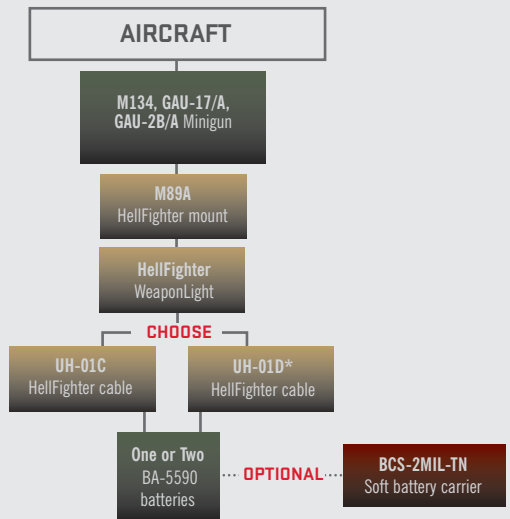 AIRCRAFT
M134, GAU-17/A,
GAU-2B/A Minigun
M89A
HellFighter mount
HellFighter
WeaponLight
CHOOSE
UH-01C
HellFighter cable
UH-01D*
HellFighter cable
One or Two
BA-5590
batteries
OPTIONAL
BCS-2MIL-TN
Soft battery carrier